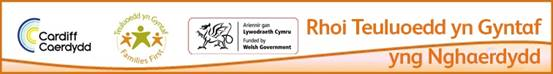 Cardiff
Caerdydd
Teuluoedd yn Gyntaf
Families First
Ariennir gan
Lywodraeth Cymru
Funded by
Welsh Government
Rhoi Teuluoedd yn Gyntaf
yng Nghaerdydd